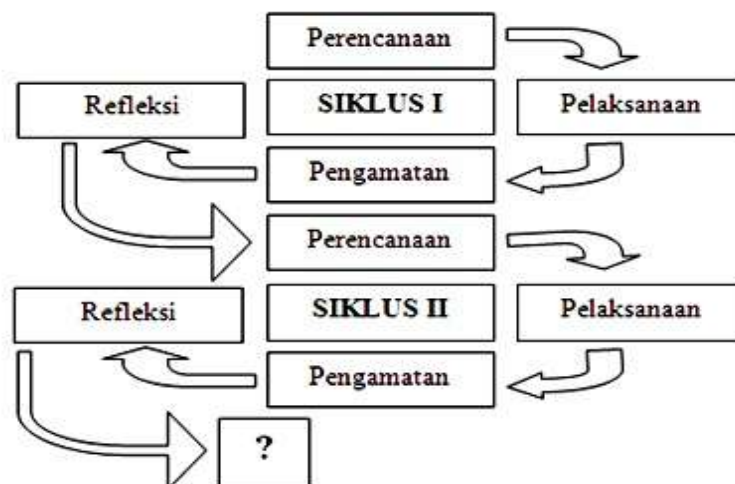 Perencanaan
Refleksi
SIKLUS I
Pelaksanaan
Pengamatan
Perencanaan
Refleksi
SIKLUS II
Pelaksanaan
Pengamatan
?